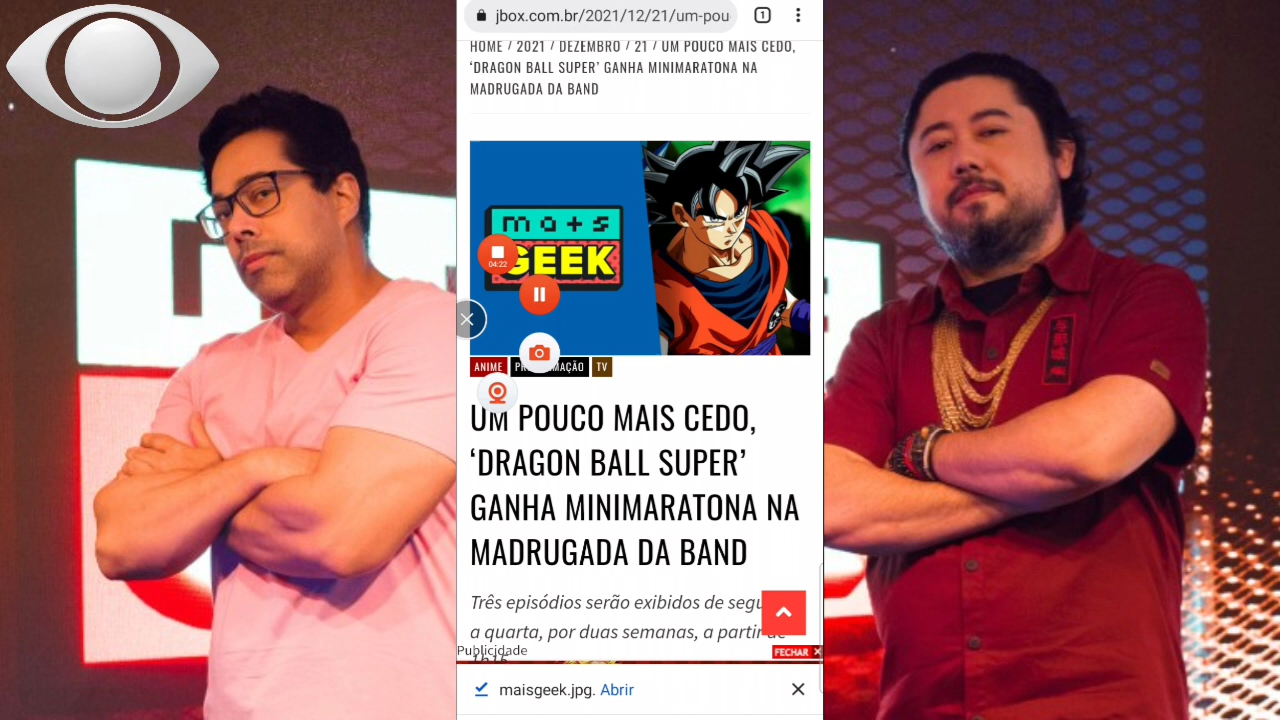 jbox.com.br/2021/12/21/um-pou
1
HOME / 2021 / DEZEMBRO / 21 / UM POUCO MAIS CEDO,
‘DRAGON BALL SUPER’ GANHA MINIMARATONA NA
MADRUGADA DA BAND
mats
GEEK
04:22
ANIME
TV
UM POUCO MAIS CEDO,
‘DRAGON BALL SUPER’
GANHA MINIMARATONA NA
MADRUGADA DA BAND
Três episódios serão exibidos de
a quarta, por duas semanas, a partir de
1h15
Publicidade
FECHAR X
maisgeek.jpg. Abrir